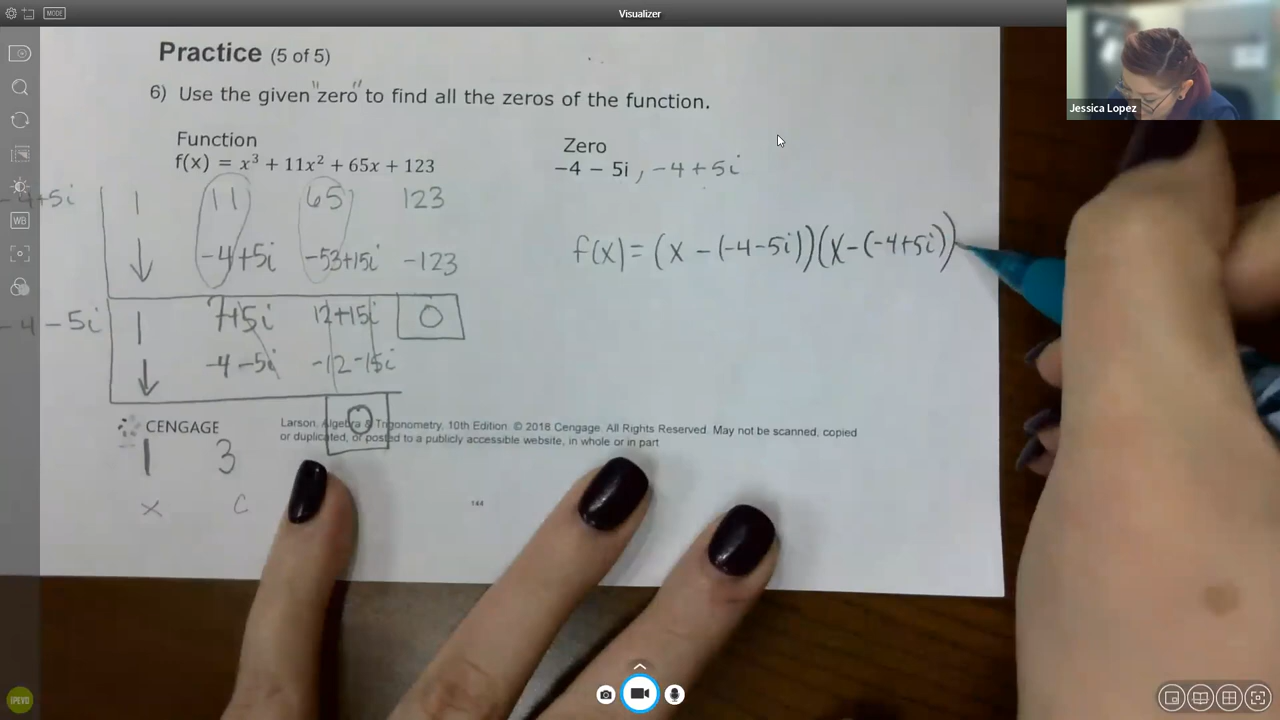 MODE
Visualizer
Practice (5 of 5)
6) Use the given "zero" to find all the zeros of the function.
Function
f(x) = x³ + 11x² + 65x + 123
Zero
-4 - 5i , -4 + 5i
-4+5i 1 11 65 123
-4+5i -53+15i -123
-4-5i 1 7+5i 12+15i 0
-4-5i -12-15i
0
1 3
x c
f(x) = (x - (-4-5i))(x-(-4+5i))
CENGAGE
Larson, Algebra & Trigonometry, 10th Edition. © 2018 Cengage. All Rights Reserved. May not be scanned, copied
or duplicated, or posted to a publicly accessible website, in whole or in part
144
Jessica Lopez
WB
IPEVO